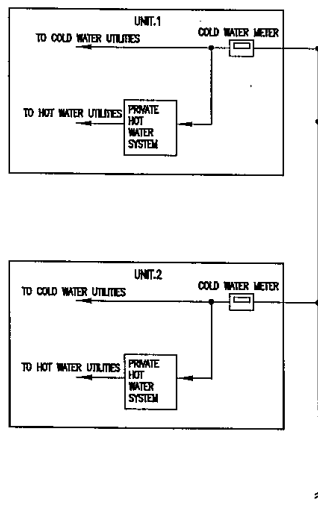 UNIT.1
TO COLD WATER UTILITIES COLD WATER METER
TO HOT WATER UTILITIES
PRIVATE
HOT
WATER
SYSTEM
UNIT.2
TO COLD WATER UTILITIES COLD WATER METER
TO HOT WATER UTILITIES
PRIVATE
HOT
WATER
SYSTEM